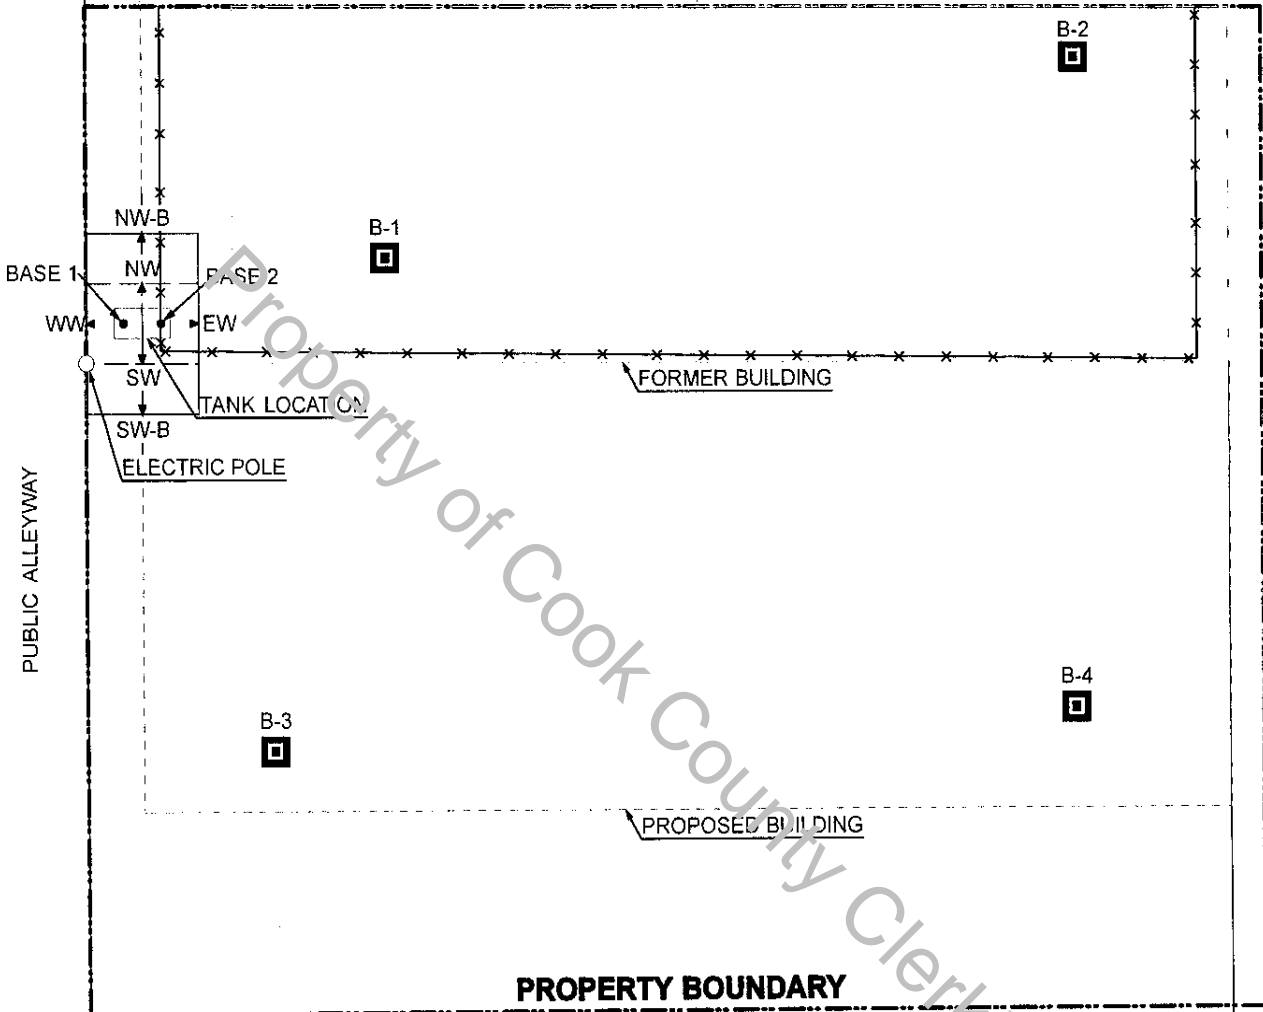 B-2
NW-B
B-1
BASE 1
NW
BASE 2
WW
EW
SW
FORMER BUILDING
TANK LOCATION
SW-B
ELECTRIC POLE
PUBLIC ALLEYWAY
B-4
B-3
PROPOSED BUILDING
PROPERTY BOUNDARY
Property of Cook County Clerk